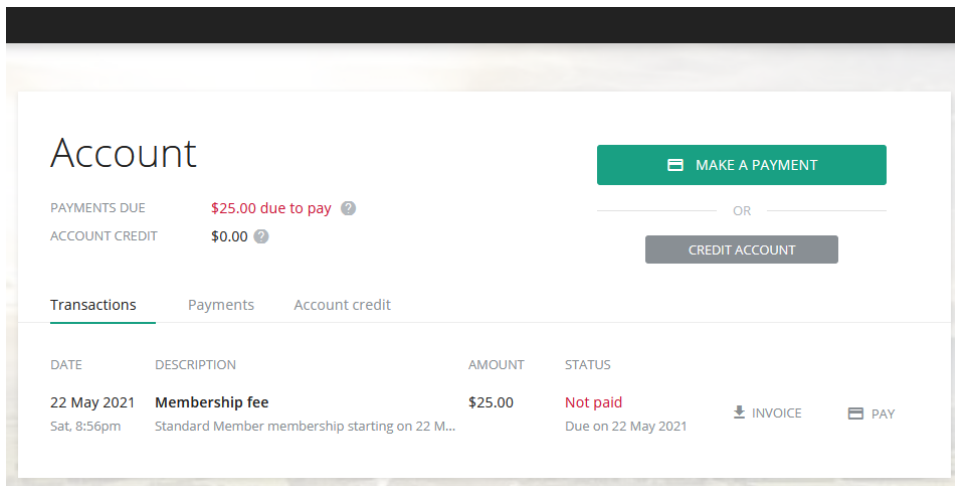 Account
MAKE A PAYMENT
PAYMENTS DUE $25.00 due to pay ?
OR
ACCOUNT CREDIT $0.00 ?
CREDIT ACCOUNT
Transactions Payments Account credit
DATE DESCRIPTION AMOUNT STATUS
22 May 2021 Membership fee $25.00 Not paid
INVOICE PAY
Sat, 8:56pm Standard Member membership starting on 22 M... Due on 22 May 2021